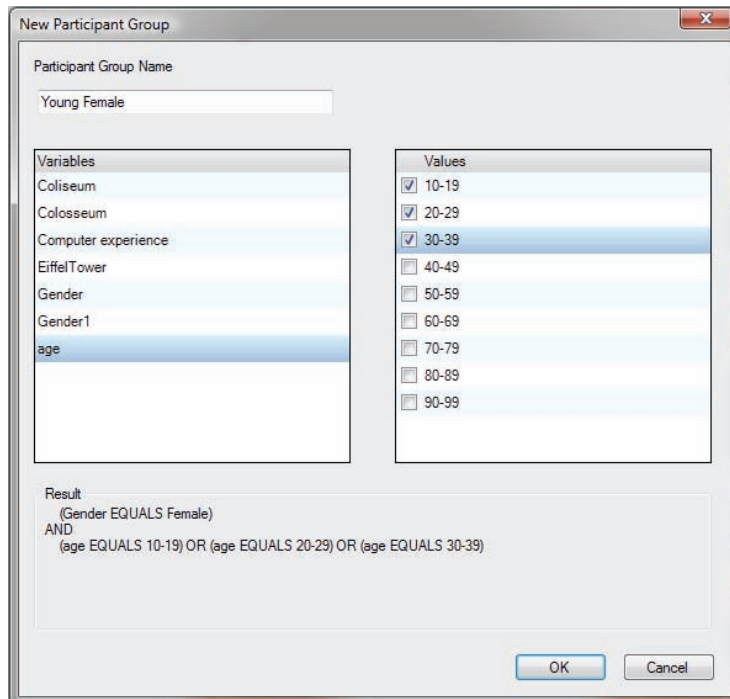 New Participant Group
Participant Group Name
Young Female
Variables
Coliseum
Colosseum
Computer experience
EiffelTower
Gender
Gender1
age
Values
10-19
20-29
30-39
40-49
50-59
60-69
70-79
80-89
90-99
Result
(Gender EQUALS Female)
AND
(age EQUALS 10-19) OR (age EQUALS 20-29) OR (age EQUALS 30-39)
OK
Cancel